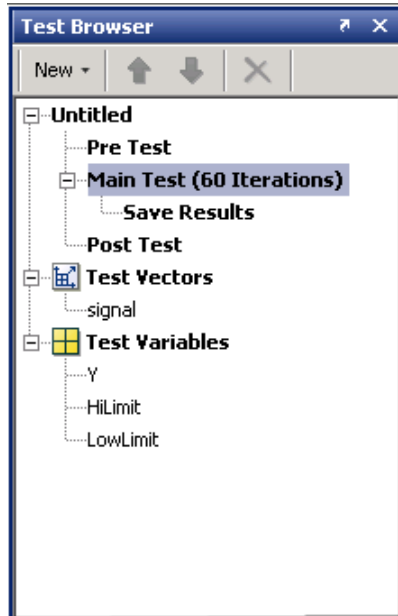 Test Browser
New
Untitled
Pre Test
Main Test (60 Iterations)
Save Results
Post Test
Test Vectors
signal
Test Variables
Y
HiLimit
LowLimit